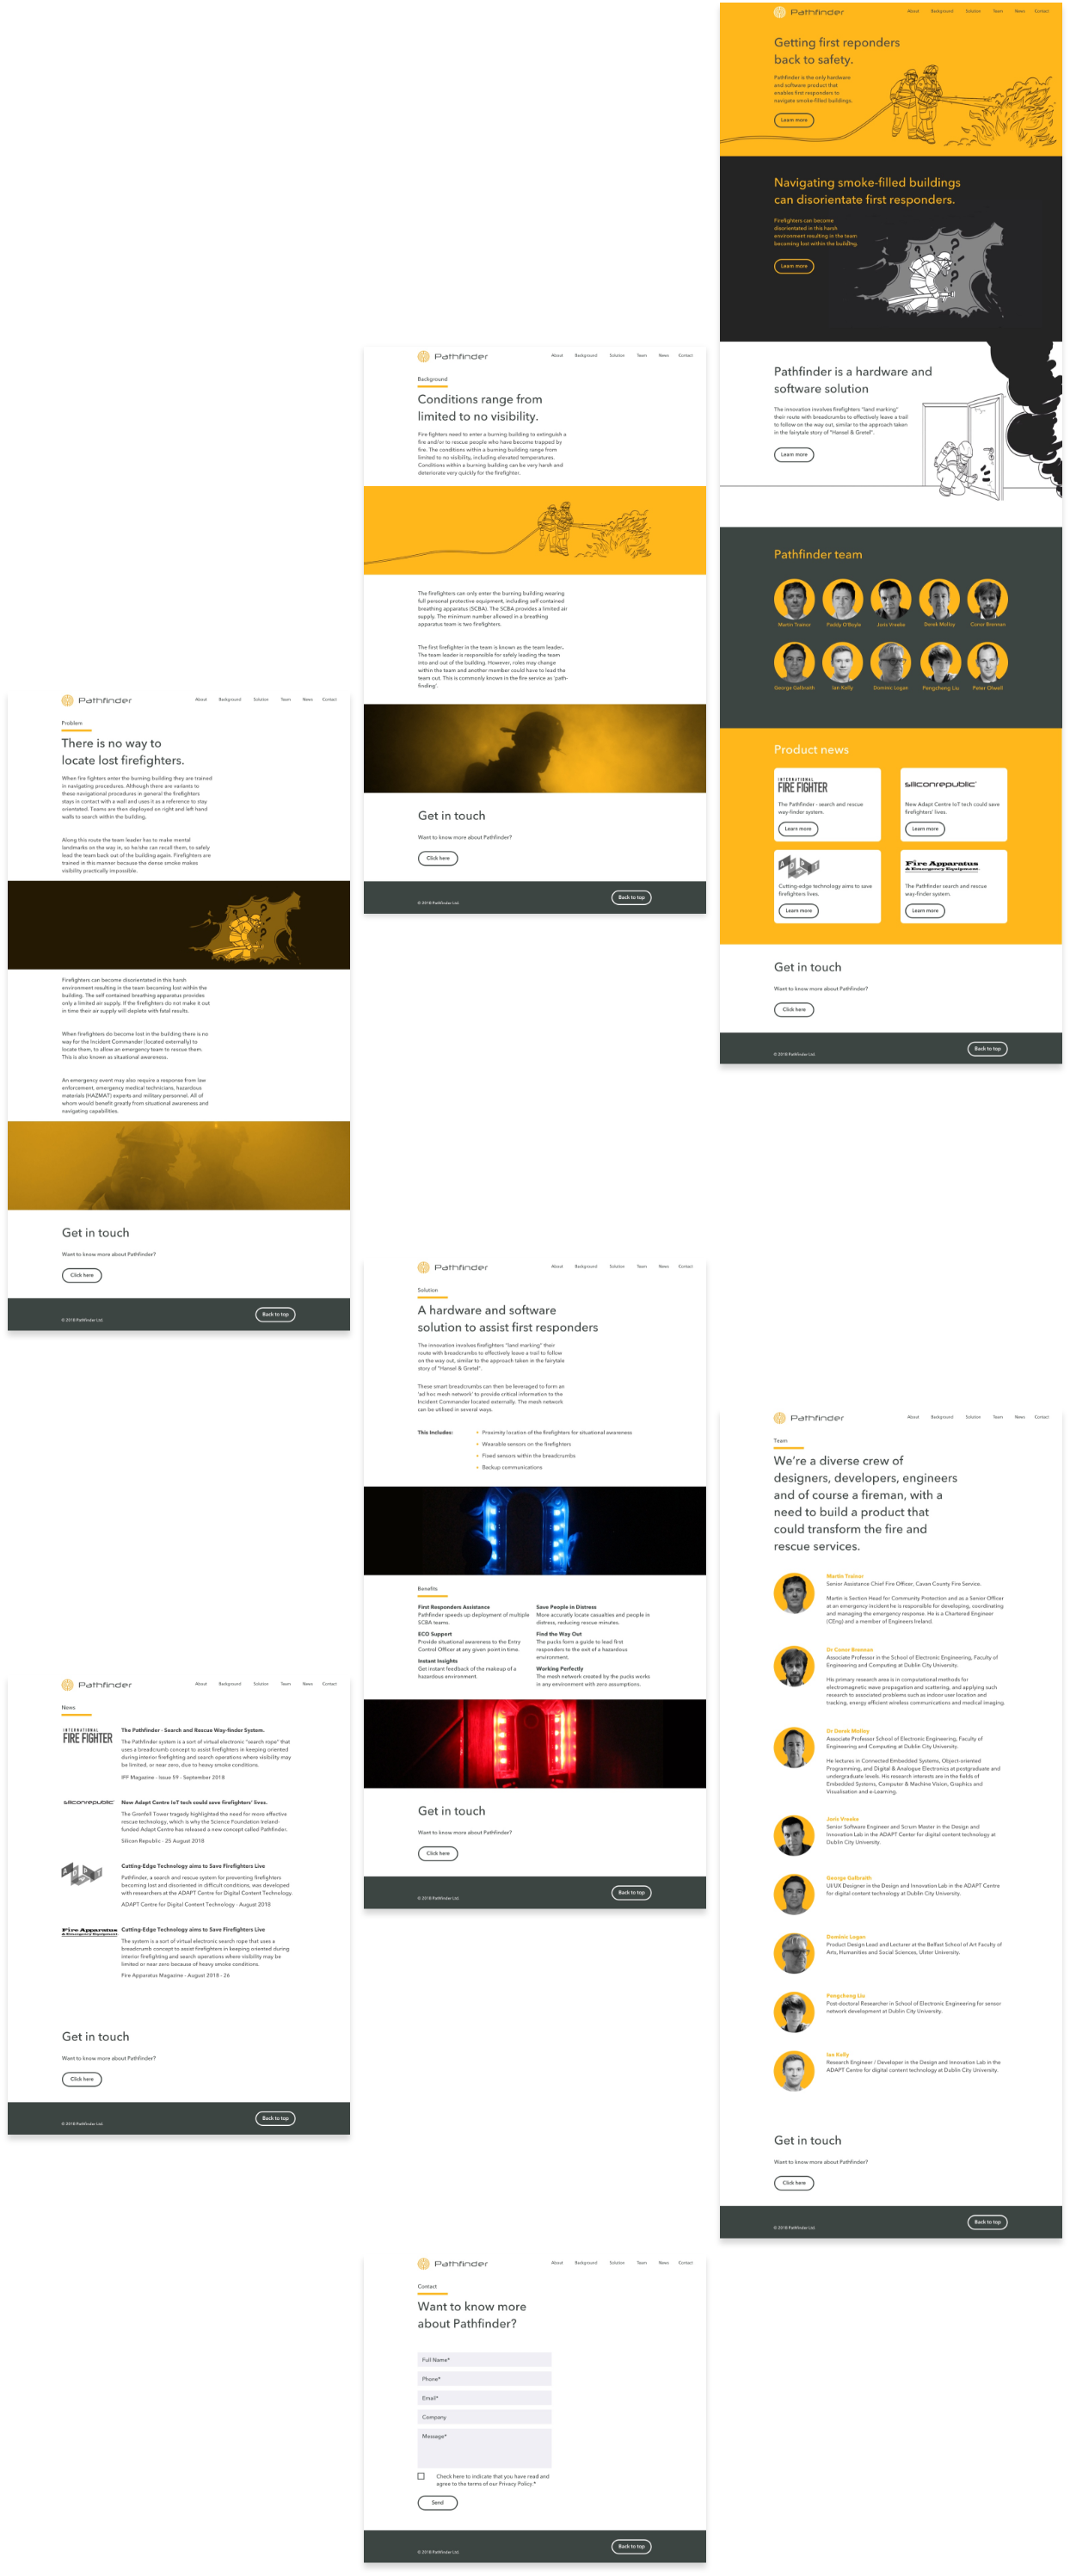 Pathfinder
About Background Solution Team News Contact
Getting first reponders
back to safety.
Pathfinder is the only hardware
and software product that
enables first responders to
navigate smoke-filled buildings.
Learn more
Navigating smoke-filled buildings
can disorientate first responders.
Firefighters can become
disorientated in this harsh
environment resulting in the team
becoming lost within the building.
Learn more
Pathfinder is a hardware and
software solution
The innovation involves firefighters "land marking"
their route with breadcrumbs to effectively leave a trail
to follow on the way out, similar to the approach taken
in the fairytale story of "Hansel & Gretel".
Learn more
Pathfinder team
Martin Trainor Paddy O'Boyle Joris Vreeke Derek Molloy Conor Brennan
George Galbraith Ian Kelly Dominic Logan Pengcheng Liu Peter Olwell
Product news
INTERNATIONAL
FIRE FIGHTER
The Pathfinder - search and rescue
way-finder system.
Learn more
siliconrepublic
New Adapt Centre IoT tech could save
firefighters' lives.
Learn more
Cutting-edge technology aims to save
firefighters lives.
Learn more
Fire Apparatus
& Emergency Equipment
The Pathfinder search and rescue
way-finder system.
Learn more
Get in touch
Want to know more about Pathfinder?
Click here
© 2018 Pathfinder Ltd.
Back to top
Pathfinder
About Background Solution Team News Contact
Background
Conditions range from
limited to no visibility.
Fire fighters need to enter a burning building to extinguish a
fire and/or to rescue people who have become trapped by
fire. The conditions within a burning building range from
limited to no visibility, including elevated temperatures.
Conditions within a burning building can be very harsh and
deteriorate very quickly for the firefighter.
The firefighters can only enter the burning building wearing
full personal protective equipment, including self contained
breathing apparatus (SCBA). The SCBA provides a limited air
supply. The minimum number allowed in a breathing
apparatus team is two firefighters.
The first firefighter in the team is known as the team leader.
The team leader is responsible for safely leading the team
into and out of the building. However, roles may change
within the team and another member could have to lead the
team out. This is commonly known in the fire service as 'path-
finding'.
Get in touch
Want to know more about Pathfinder?
Click here
© 2018 Pathfinder Ltd.
Back to top
Pathfinder
About Background Solution Team News Contact
Problem
There is no way to
locate lost firefighters.
When fire fighters enter the burning building they are trained
in navigating procedures. Although there are variants to
these navigational procedures in general the firefighters
stays in contact with a wall and uses it as a reference to stay
orientated. Teams are then deployed on right and left hand
walls to search within the building.
Along this route the team leader has to make mental
landmarks on the way in, so he/she can recall them, to safely
lead the team back out of the building again. Firefighters are
trained in this manner because the dense smoke makes
visibility practically impossible.
Firefighters can become disorientated in this harsh
environment resulting in the team becoming lost within the
building. The self contained breathing apparatus provides
only a limited air supply. If the firefighters do not make it out
in time their air supply will deplete with fatal results.
When firefighters do become lost in the building there is no
way for the Incident Commander (located externally) to
locate them, to allow an emergency team to rescue them.
This is also known as situational awareness.
An emergency event may also require a response from law
enforcement, emergency medical technicians, hazardous
materials (HAZMAT) experts and military personnel. All of
whom would benefit greatly from situational awareness and
navigating capabilities.
Get in touch
Want to know more about Pathfinder?
Click here
© 2018 Pathfinder Ltd.
Back to top
Pathfinder
About Background Solution Team News Contact
Solution
A hardware and software
solution to assist first responders
The innovation involves firefighters "land marking" their
route with breadcrumbs to effectively leave a trail to follow
on the way out, similar to the approach taken in the fairytale
story of "Hansel & Gretel".
These smart breadcrumbs can then be leveraged to form an
'ad hoc mesh network' to provide critical information to the
Incident Commander located externally. The mesh network
can be utilised in several ways.
This Includes:
Proximity location of the firefighters for situational awareness
Wearable sensors on the firefighters
Fixed sensors within the breadcrumbs
Backup communications
Benefits
First Responders Assistance
Pathfinder speeds up deployment of multiple
SCBA teams.
ECO Support
Provide situational awareness to the Entry
Control Officer at any given point in time.
Instant Insights
Get instant feedback of the makeup of a
hazardous environment.
Save People in Distress
More accuratly locate casualties and people in
distress, reducing rescue minutes.
Find the Way Out
The pucks form a guide to lead first
responders to the exit of a hazardous
environment.
Working Perfectly
The mesh network created by the pucks works
in any environment with zero assumptions.
Get in touch
Want to know more about Pathfinder?
Click here
© 2018 Pathfinder Ltd.
Back to top
Pathfinder
About Background Solution Team News Contact
Team
We're a diverse crew of
designers, developers, engineers
and of course a fireman, with a
need to build a product that
could transform the fire and
rescue services.
Martin Trainor
Senior Assistance Chief Fire Officer, Cavan County Fire Service.
Martin is Section Head for Community Protection and as a Senior Officer
at an emergency incident he is responsible for developing, coordinating
and managing the emergency response. He is a Chartered Engineer
(CEng) and a member of Engineers Ireland.
Dr Conor Brennan
Associate Professor in the School of Electronic Engineering, Faculty of
Engineering and Computing at Dublin City University.
His primary research area is in computational methods for
electromagnetic wave propagation and scattering, and applying such
research to associated problems such as indoor user location and
tracking, energy efficient wireless communications and medical imaging.
Dr Derek Molloy
Associate Professor School of Electronic Engineering, Faculty of
Engineering and Computing at Dublin City University.
He lectures in Connected Embedded Systems, Object-oriented
Programming, and Digital & Analogue Electronics at postgraduate and
undergraduate levels. His research interests are in the fields of
Embedded Systems, Computer & Machine Vision, Graphics and
Visualisation and e-Learning.
Joris Vreeke
Senior Software Engineer and Scrum Master in the Design and
Innovation Lab in the ADAPT Center for digital content technology at
Dublin City University.
George Galbraith
UI/UX Designer in the Design and Innovation Lab in the ADAPT Centre
for digital content technology at Dublin City University.
Dominic Logan
Product Design Lead and Lecturer at the Belfast School of Art Faculty of
Arts, Humanities and Social Sciences, Ulster University.
Pengcheng Liu
Post-doctoral Researcher in School of Electronic Engineering for sensor
network development at Dublin City University.
Ian Kelly
Research Engineer / Developer in the Design and Innovation Lab in the
ADAPT Centre for digital content technology at Dublin City University.
Get in touch
Want to know more about Pathfinder?
Click here
© 2018 Pathfinder Ltd.
Back to top
Pathfinder
About Background Solution Team News Contact
News
INTERNATIONAL
FIRE FIGHTER
The Pathfinder - Search and Rescue Way-finder System.
The Pathfinder system is a sort of virtual electronic "search rope" that
uses a breadcrumb concept to assist firefighters in keeping oriented
during interior firefighting and search operations where visibility may
be limited, or near zero, due to heavy smoke conditions.
IFF Magazine - Issue 59 - September 2018
siliconrepublic
New Adapt Centre IoT tech could save firefighters' lives.
The Grenfell Tower tragedy highlighted the need for more effective
rescue technology, which is why the Science Foundation Ireland-
funded Adapt Centre has released a new concept called Pathfinder.
Silicon Republic - 25 August 2018
Cutting-Edge Technology aims to Save Firefighters Live
Pathfinder, a search and rescue system for preventing firefighters
becoming lost and disoriented in difficult conditions, was developed
with researchers at the ADAPT Centre for Digital Content Technology.
ADAPT Centre for Digital Content Technology - August 2018
Fire Apparatus
& Emergency Equipment
Cutting-Edge Technology aims to Save Firefighters Live
The system is a sort of virtual electronic search rope that uses a
breadcrumb concept to assist firefighters in keeping oriented during
interior firefighting and search operations where visibility may be
limited or near zero because of heavy smoke conditions.
Fire Apparatus Magazine - August 2018 - 26
Get in touch
Want to know more about Pathfinder?
Click here
© 2018 Pathfinder Ltd.
Back to top
Pathfinder
About Background Solution Team News Contact
Contact
Want to know more
about Pathfinder?
Full Name*
Phone*
Email*
Company
Message*
Check here to indicate that you have read and
agree to the terms of our Privacy Policy.*
Send
© 2018 Pathfinder Ltd.
Back to top